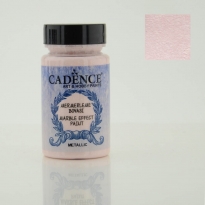 CADENCE
ART & HOBBY PAINTS
MERMERLEME
BOYASI
MARBLE EFFECT
PAINT
METALLIC